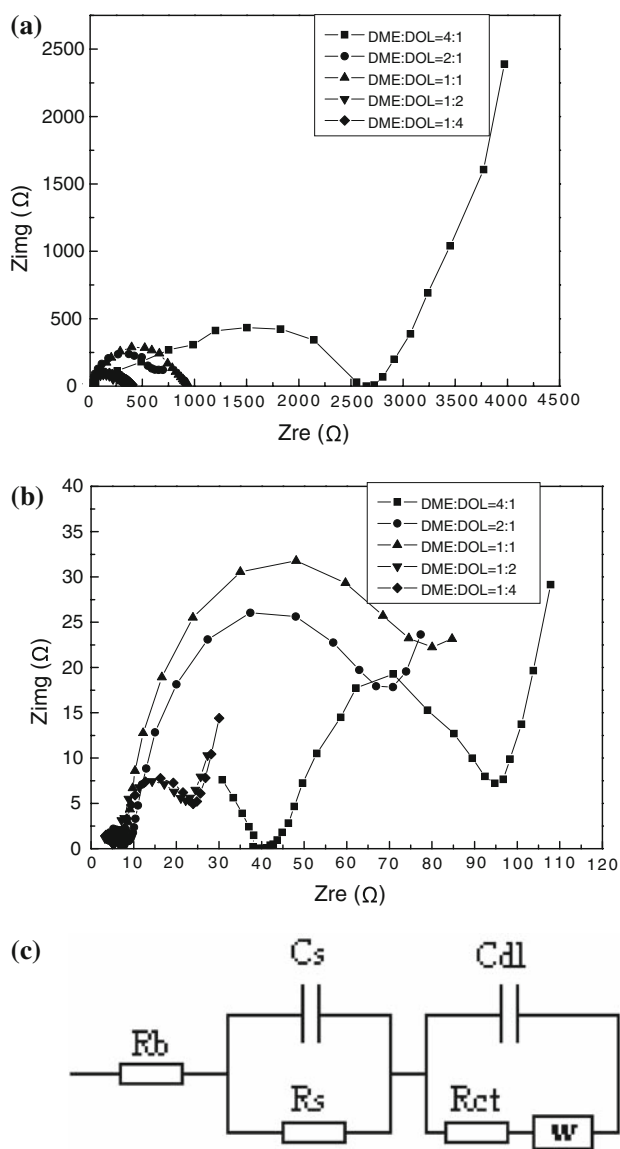 (a)
2500
2000
1500
1000
500
0
Zimg (Ω)
DME:DOL=4:1
DME:DOL=2:1
DME:DOL=1:1
DME:DOL=1:2
DME:DOL=1:4
0 500 1000 1500 2000 2500 3000 3500 4000 4500
Zre (Ω)
(b)
40
35
30
25
20
15
10
5
0
Zimg (Ω)
DME:DOL=4:1
DME:DOL=2:1
DME:DOL=1:1
DME:DOL=1:2
DME:DOL=1:4
0 10 20 30 40 50 60 70 80 90 100 110 120
Zre (Ω)
(c)
Cs
Cdl
Rb
Rs
Rct
W